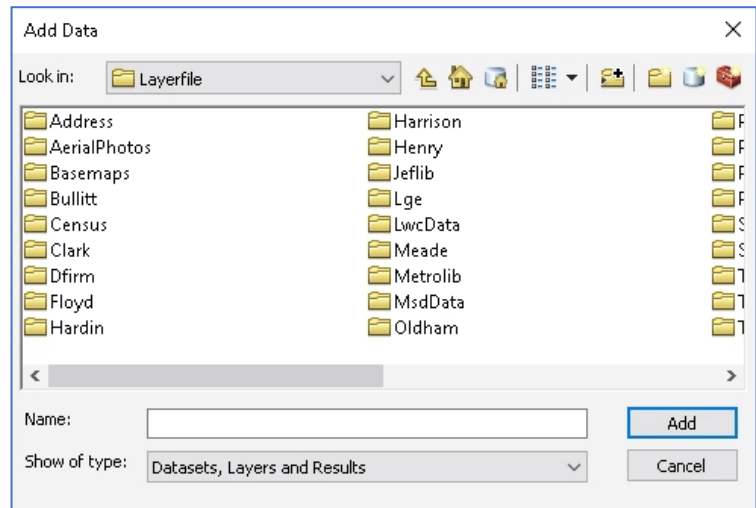 Add Data
Look in: Layerfile
Address
AerialPhotos
Basemaps
Bullitt
Census
Clark
Dfirm
Floyd
Hardin
Harrison
Henry
Jeflib
Lge
LwcData
Meade
Metrolib
MsdData
Oldham
Name:
Add
Show of type: Datasets, Layers and Results
Cancel